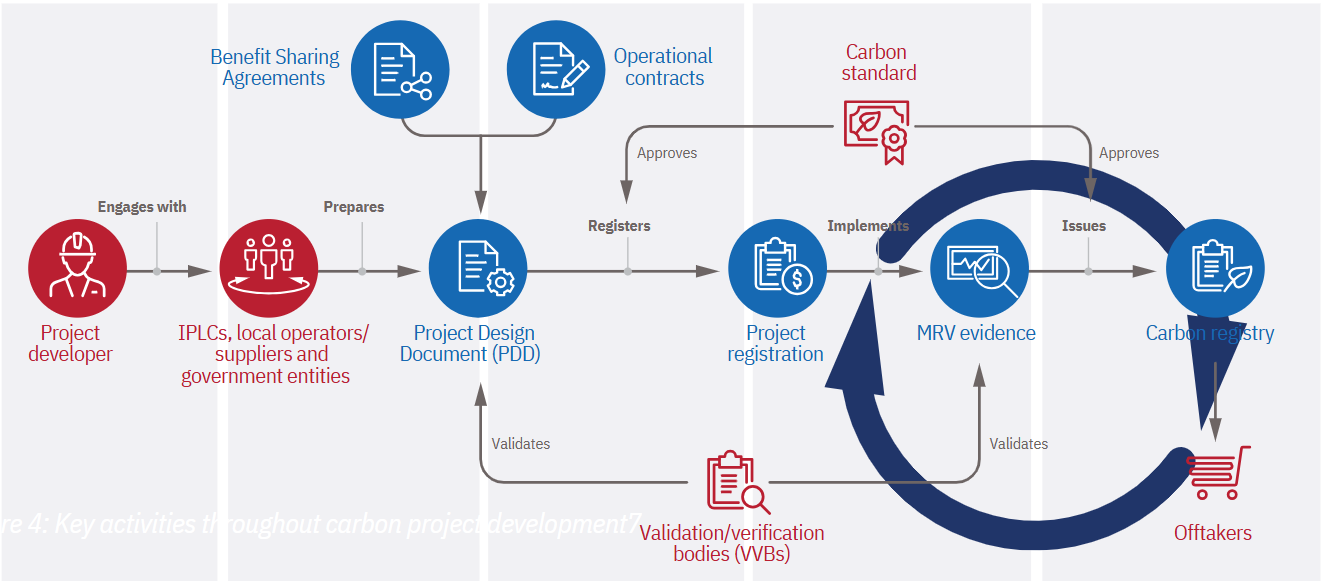 Benefit Sharing
Agreements
Operational
contracts
Carbon
standard
Approves
Approves
Engages with
Prepares
Registers
Implements
Issues
Project
developer
IPLCs, local operators/
suppliers and
government entities
Project Design
Document (PDD)
Project
registration
MRV evidence
Carbon registry
Validates
Validates
re 4: Key activities throughout carbon project development7
Validation/verification
bodies (VVBs)
Offtakers